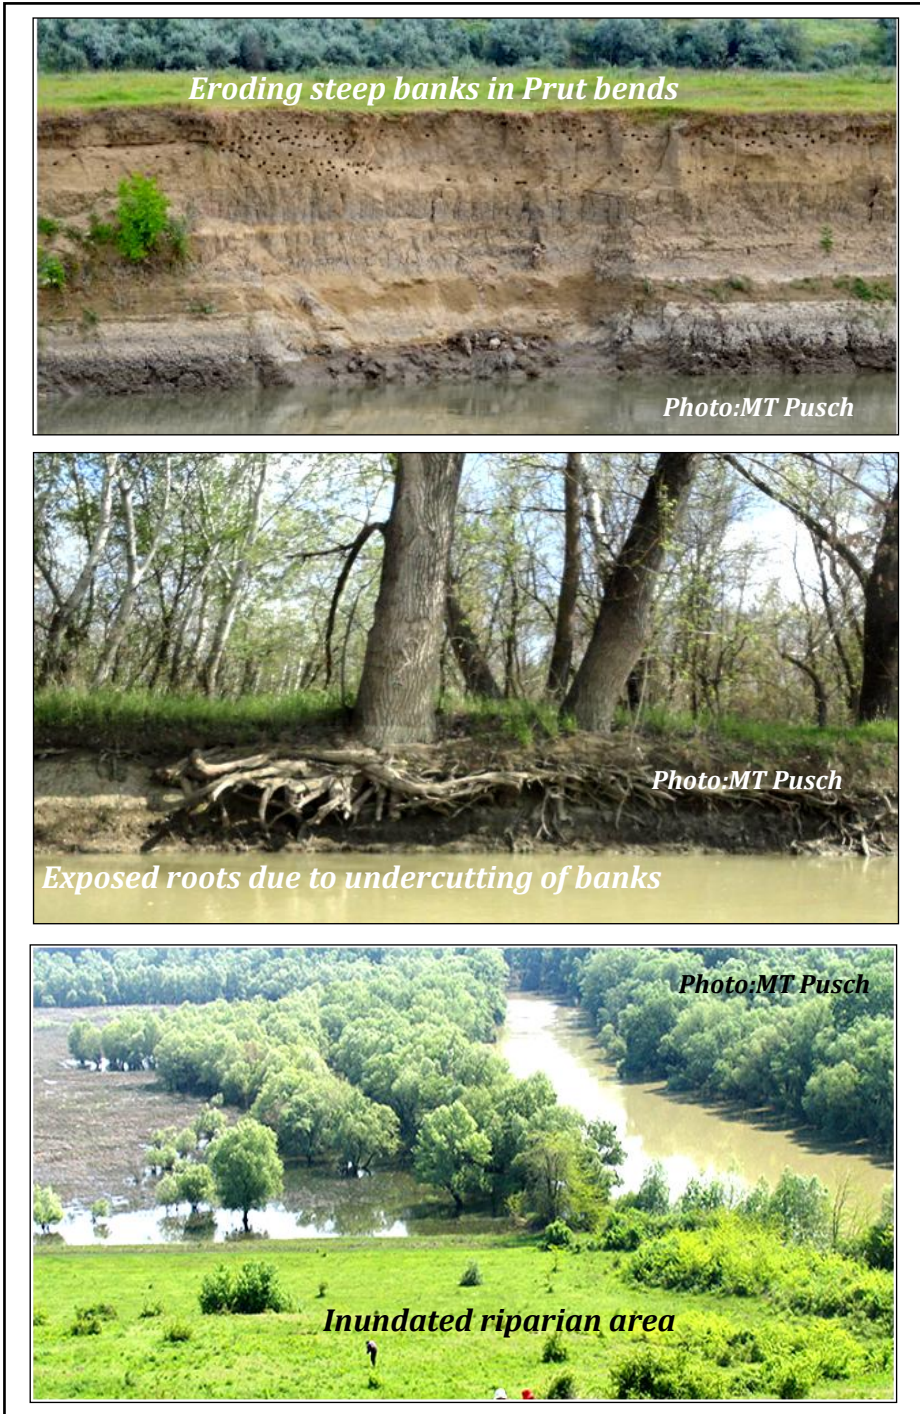 Eroding steep banks in Prut bends
Photo:MT Pusch
Photo:MT Pusch
Exposed roots due to undercutting of banks
Photo:MT Pusch
Inundated riparian area